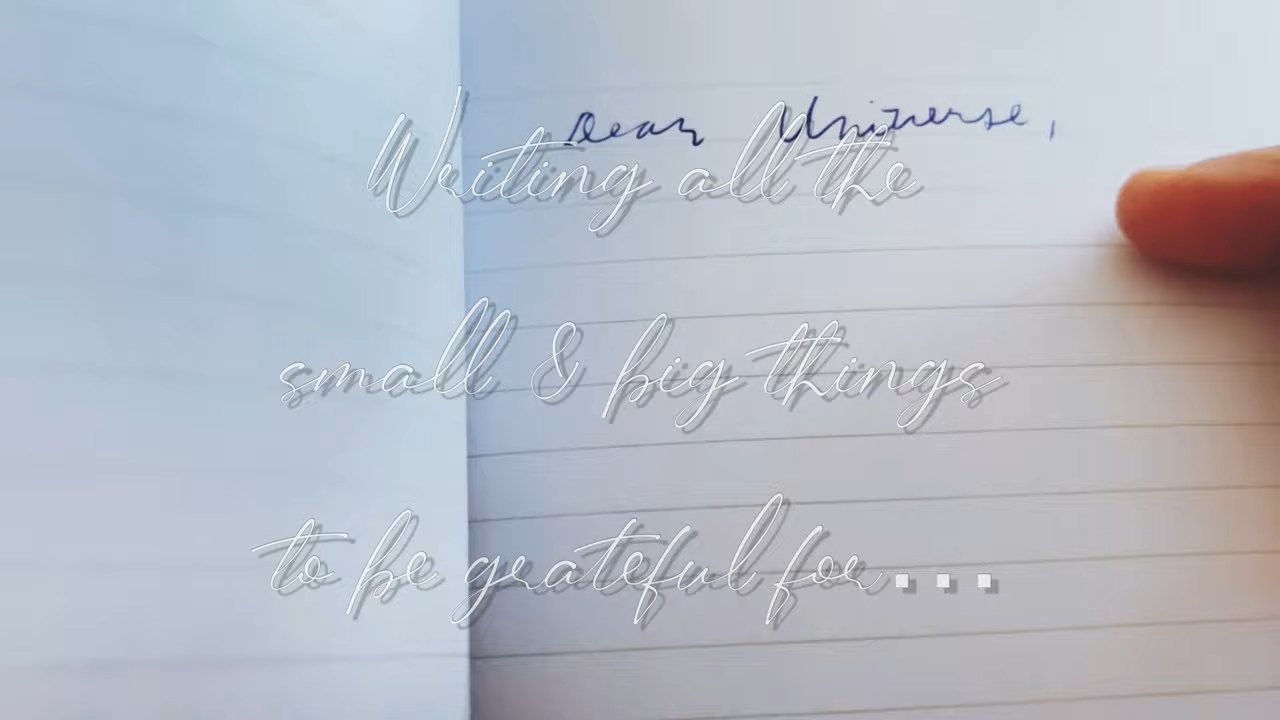 Dear Universe,
Writing all the
small & big things
to be grateful for...